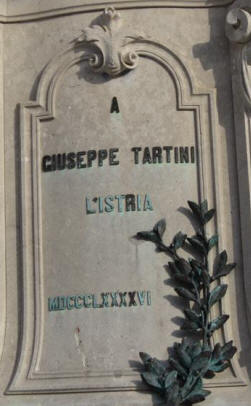 A
GIUSEPPE TARTINI
L'ISTRIA
MDCCCLXXXXVI